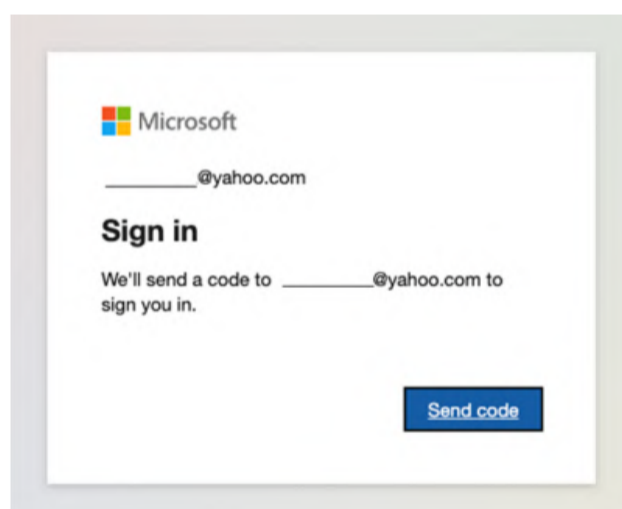 Microsoft
_________@yahoo.com
Sign in
We'll send a code to _________@yahoo.com to
sign you in.
Send code